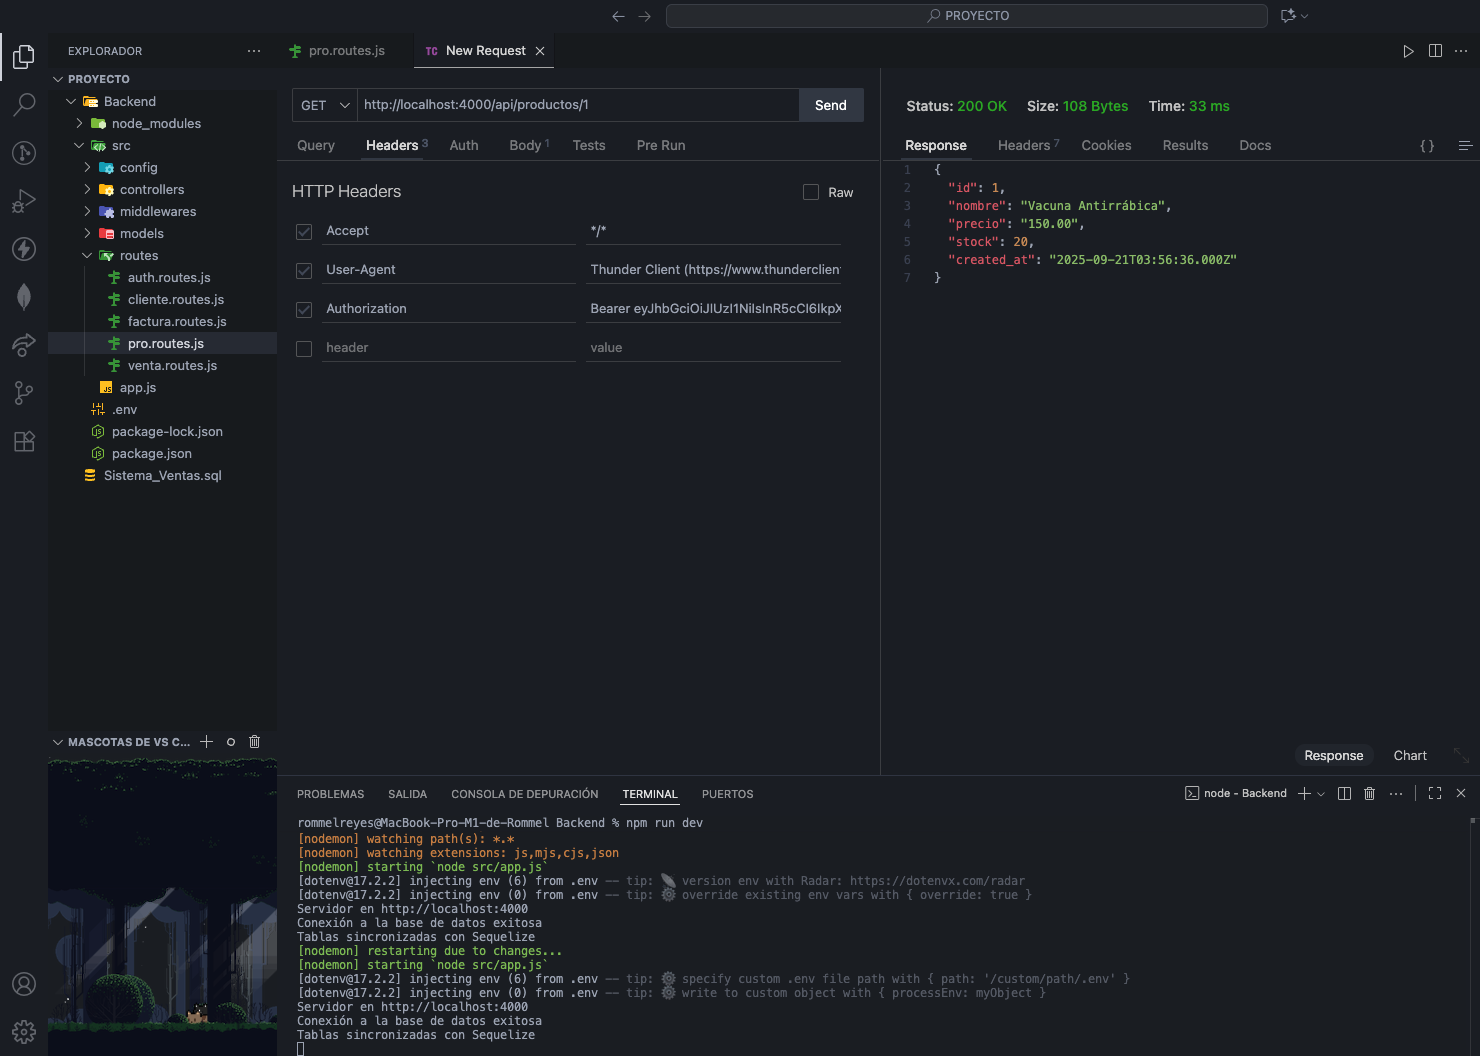 PROYECTO
EXPLORADOR
PROYECTO
Backend
node_modules
src
config
controllers
middlewares
models
routes
auth.routes.js
cliente.routes.js
factura.routes.js
pro.routes.js
venta.routes.js
app.js
.env
package-lock.json
package.json
Sistema_Ventas.sql
MASCOTAS DE VS C...
pro.routes.js
TC New Request
GET http://localhost:4000/api/productos/1 Send
Query Headers 3 Auth Body 1 Tests Pre Run
HTTP Headers Raw
Accept */*
User-Agent Thunder Client (https://www.thunderclien
Authorization Bearer eyJhbGciOiJIUzI1NiIsInR5cCI6IkpX
header value
Status: 200 OK Size: 108 Bytes Time: 33 ms
Response Headers 7 Cookies Results Docs {}
1 {
2 "id": 1,
3 "nombre": "Vacuna Antirrábica",
4 "precio": "150.00",
5 "stock": 20,
6 "created_at": "2025-09-21T03:56:36.000Z"
7 }
Response Chart
PROBLEMAS SALIDA CONSOLA DE DEPURACIÓN TERMINAL PUERTOS
node - Backend
rommelreyes@MacBook-Pro-M1-de-Rommel Backend % npm run dev
[nodemon] watching path(s): *.*
[nodemon] watching extensions: js,mjs,cjs,json
[nodemon] starting `node src/app.js`
[dotenv@17.2.2] injecting env (6) from .env -- tip: version env with Radar: https://dotenvx.com/radar
[dotenv@17.2.2] injecting env (0) from .env -- tip: ⚙️ override existing env vars with { override: true }
Servidor en http://localhost:4000
Conexión a la base de datos exitosa
Tablas sincronizadas con Sequelize
[nodemon] restarting due to changes...
[nodemon] starting `node src/app.js`
[dotenv@17.2.2] injecting env (6) from .env -- tip: ⚙️ specify custom .env file path with { path: '/custom/path/.env' }
[dotenv@17.2.2] injecting env (0) from .env -- tip: ⚙️ write to custom object with { processEnv: myObject }
Servidor en http://localhost:4000
Conexión a la base de datos exitosa
Tablas sincronizadas con Sequelize